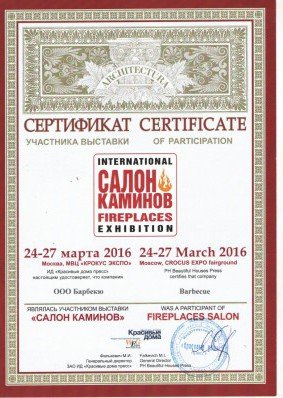 ARCHITECTURA
СЕРТИФИКАТ CERTIFICATE
УЧАСТНИКА ВЫСТАВКИ OF PARTICIPATION
INTERNATIONAL
САЛОН
КАМИНОВ
FIREPLACES
EXHIBITION
24-27 марта 2016 24-27 March 2016
Москва, МВЦ «КРОКУС ЭКСПО» Moscow, CROCUS EXPO fairground
ИД «Красивые дома пресс» PH Beautiful Houses Press
настоящим удостоверяет, что компания certifies that company
ООО Барбекю Barbecue
ЯВЛЯЛАСЬ УЧАСТНИКОМ ВЫСТАВКИ WAS A PARTICIPANT OF
«САЛОН КАМИНОВ» FIREPLACES SALON
Красивые
дома
Фалькевич М.И. Falkevich M.I.
Генеральный директор General Director
ЗАО ИД «Красивые дома пресс» PH Beautiful Houses Press